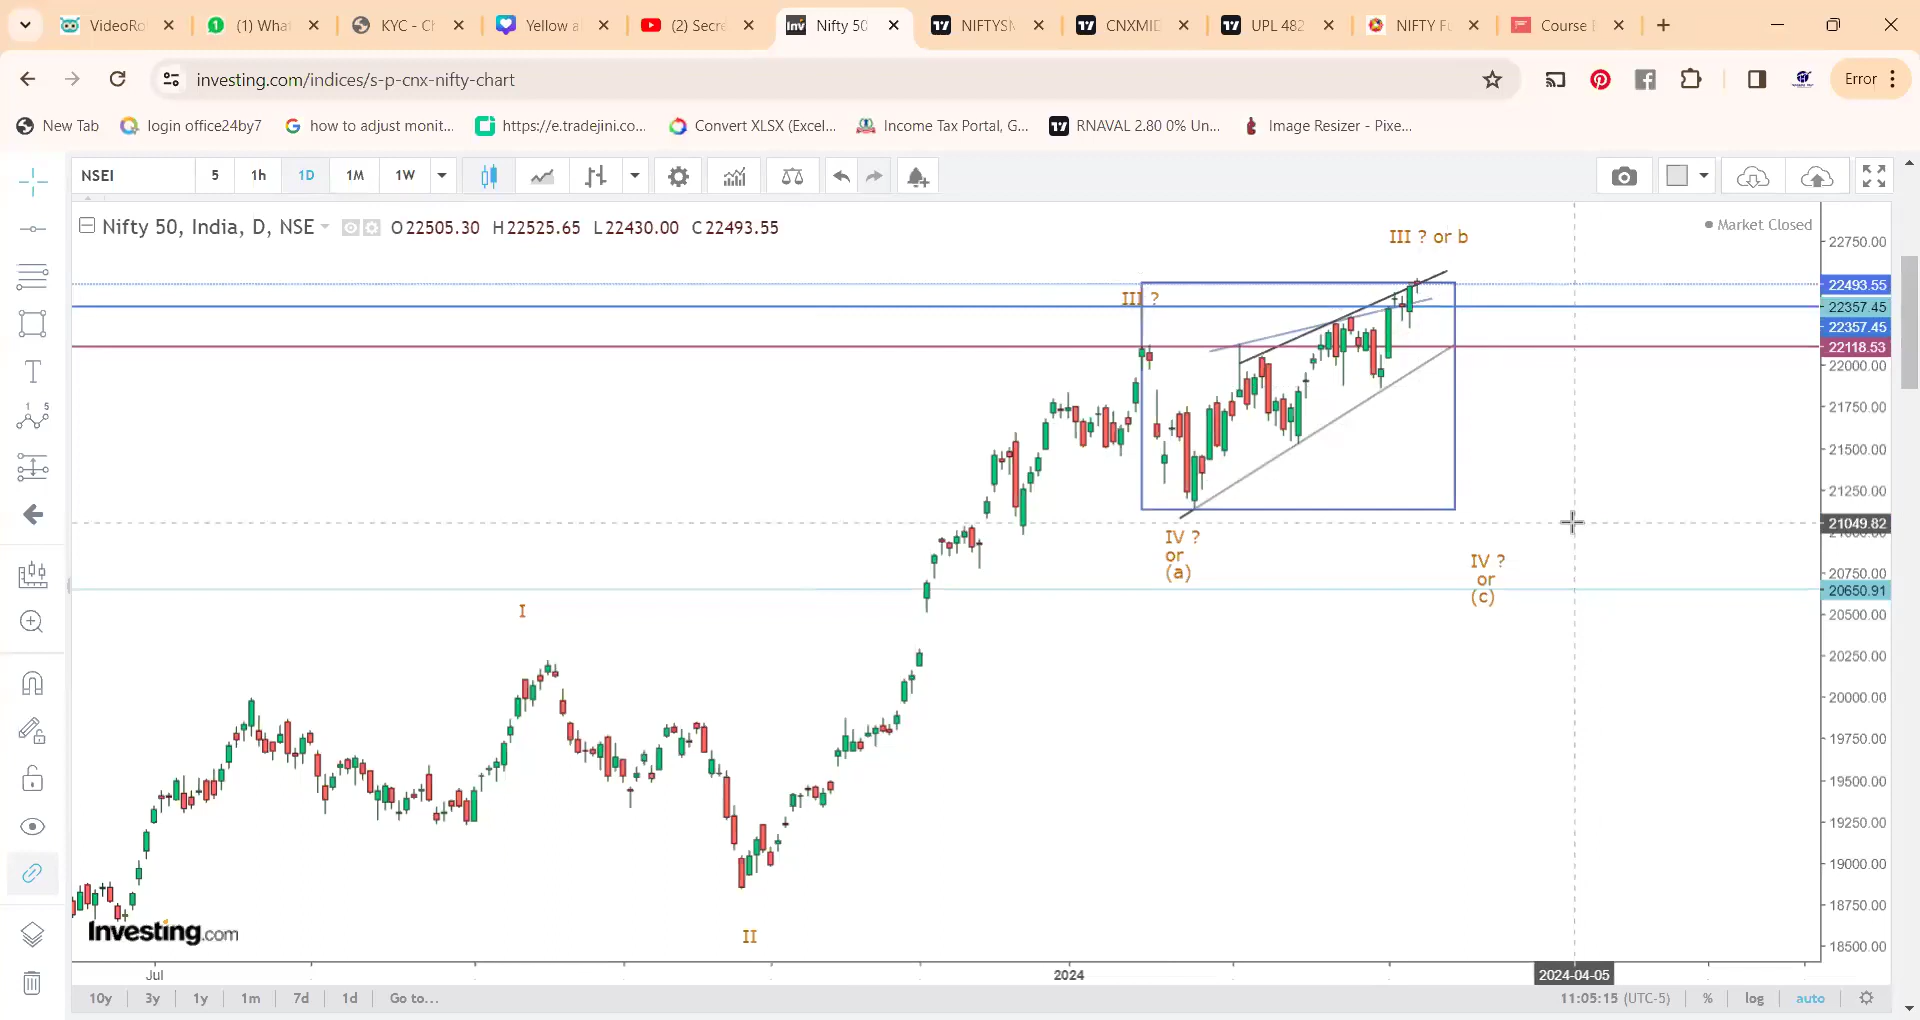 VideoRo
(1) What
KYC - Ch
Yellow a
(2) Secre
Nifty 50
NIFTYSM
CNXMID
UPL 482
NIFTY Fu
Course
investing.com/indices/s-p-cnx-nifty-chart
Error
New Tab
login office24by7
how to adjust monit...
https://e.tradejini.co...
Convert XLSX (Excel...
Income Tax Portal, G...
RNAVAL 2.80 0% Un...
Image Resizer - Pixe...
NSEI
5
1h
1D
1M
1W
Nifty 50, India, D, NSE
O 22505.30 H 22525.65 L 22430.00 C 22493.55
Market Closed
III ? or b
III ?
IV ?
or
(a)
IV ?
or
(c)
I
II
22750.00
22493.55
22357.45
22357.45
22118.53
22000.00
21750.00
21500.00
21250.00
21049.82
20750.00
20650.91
20500.00
20250.00
20000.00
19750.00
19500.00
19250.00
19000.00
18750.00
18500.00
Investing.com
Jul
2024
2024-04-05
10y
3y
1y
1m
7d
1d
Go to...
11:05:15 (UTC-5)
%
log
auto